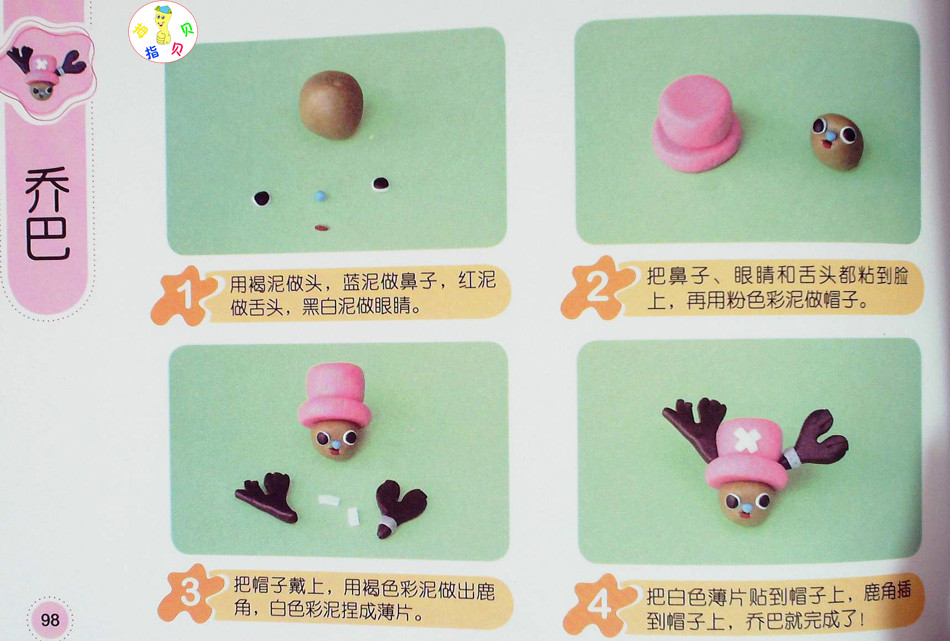 指
贝
指 贝
乔巴
1
用褐泥做头，蓝泥做鼻子，红泥
做舌头，黑白泥做眼睛。
2
把鼻子、眼睛和舌头都粘到脸
上，再用粉色彩泥做帽子。
3
把帽子戴上，用褐色彩泥做出鹿
角，白色彩泥捏成薄片。
4
把白色薄片贴到帽子上，鹿角插
到帽子上，乔巴就完成了！
98